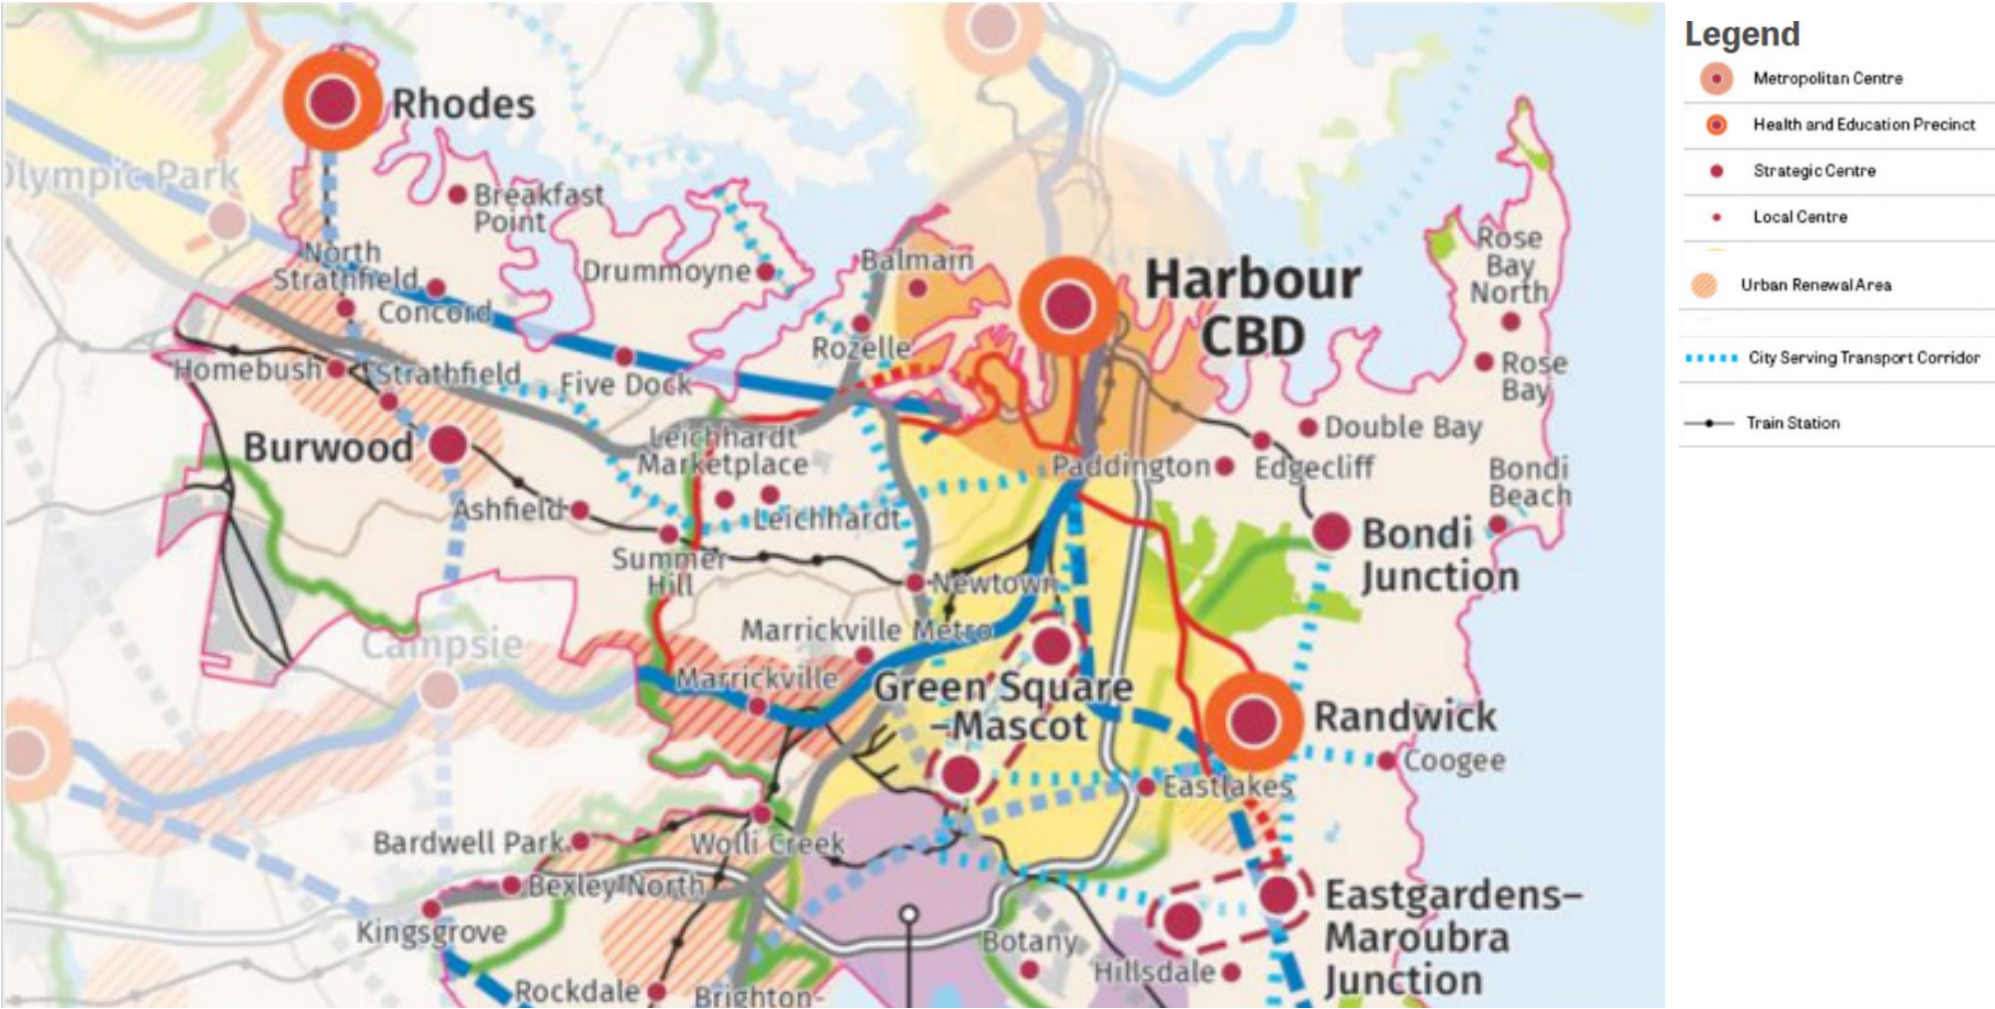 Rhodes
Olympic Park
Breakfast
Point
North
Strathfield
Concord
Drummoyne
Balmain
Harbour
CBD
Rose
Bay
North
Rozelle
Homebush
Strathfield
Five Dock
Rose
Bay
Burwood
Leichhardt
Marketplace
Double Bay
Paddington
Edgecliff
Bondi
Beach
Ashfield
Leichhardt
Bondi
Junction
Summer
Hill
Newtown
Campsie
Marrickville Metro
Marrickville
Green Square
–Mascot
Randwick
Coogee
Eastlakes
Bardwell Park
Wolli Creek
Bexley North
Kingsgrove
Eastgardens–
Maroubra
Junction
Botany
Hillsdale
Rockdale
Brighton-
Legend
Metropolitan Centre
Health and Education Precinct
Strategic Centre
Local Centre
Urban Renewal Area
City Serving Transport Corridor
Train Station